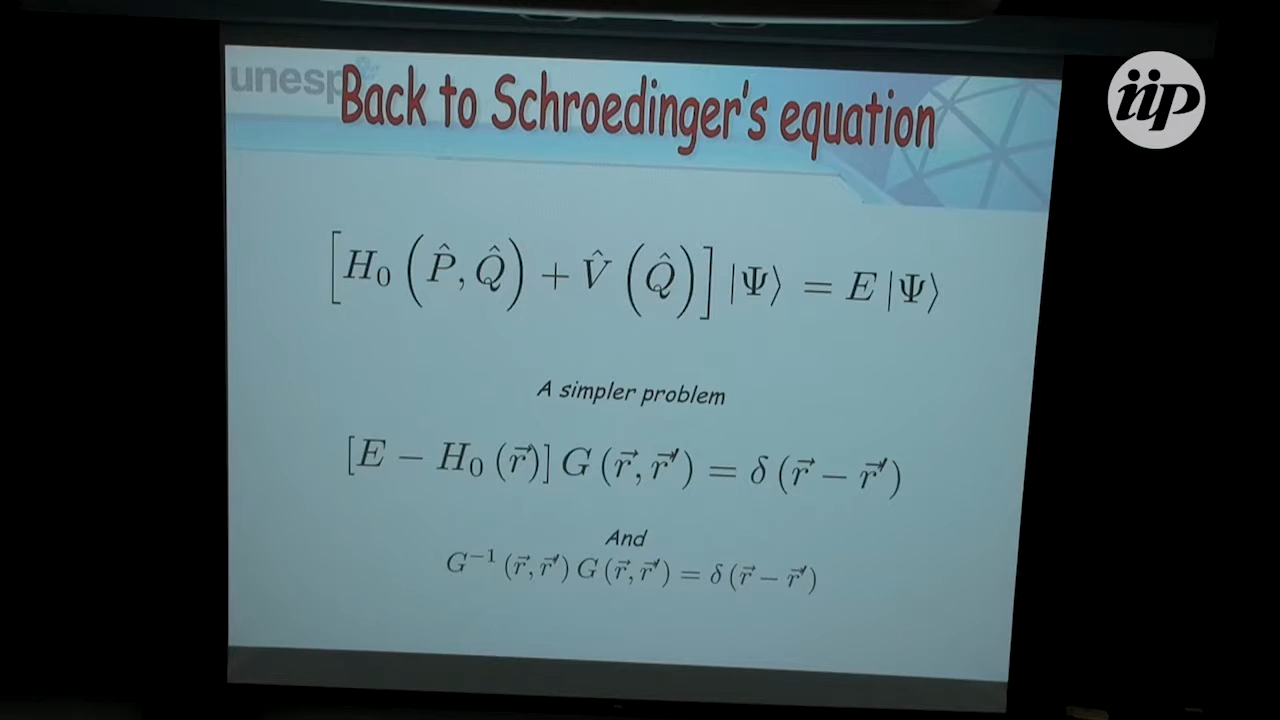 unesp
Back to Schroedinger's equation
iip
[H₀ (P̂, Q̂) + V̂ (Q̂)] |Ψ⟩ = E |Ψ⟩
A simpler problem
[E − H₀ (r⃗)] G (r⃗, r⃗′) = δ (r⃗ − r⃗′)
And
G⁻¹ (r⃗, r⃗′) G (r⃗, r⃗′) = δ (r⃗ − r⃗′)